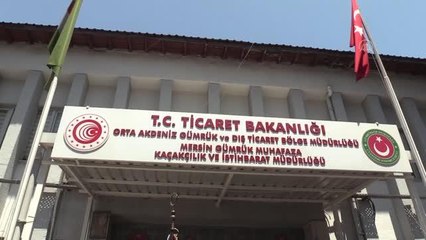 T.C. TİCARET BAKANLIĞI
ORTA AKDENİZ GÜMRÜK ve DIŞ TİCARET BÖLGE MÜDÜRLÜĞÜ
MERSİN GÜMRÜK MUHAFAZA
KAÇAKÇILIK VE İSTİHBARAT MÜDÜRLÜĞÜ